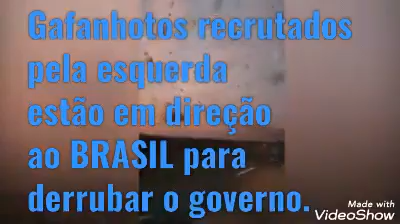 Gafanhotos recrutados
pela esquerda
estão em direção
ao BRASIL para
derrubar o governo.
Made with
VideoShow